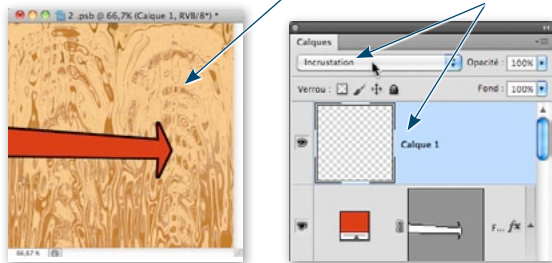 2 .psb @ 66,7% (Calque 1, RVB/8*) *
66,67 %
Calques
Incrustation
Opacité : 100%
Verrou :
Fond : 100%
Calque 1
F... fx